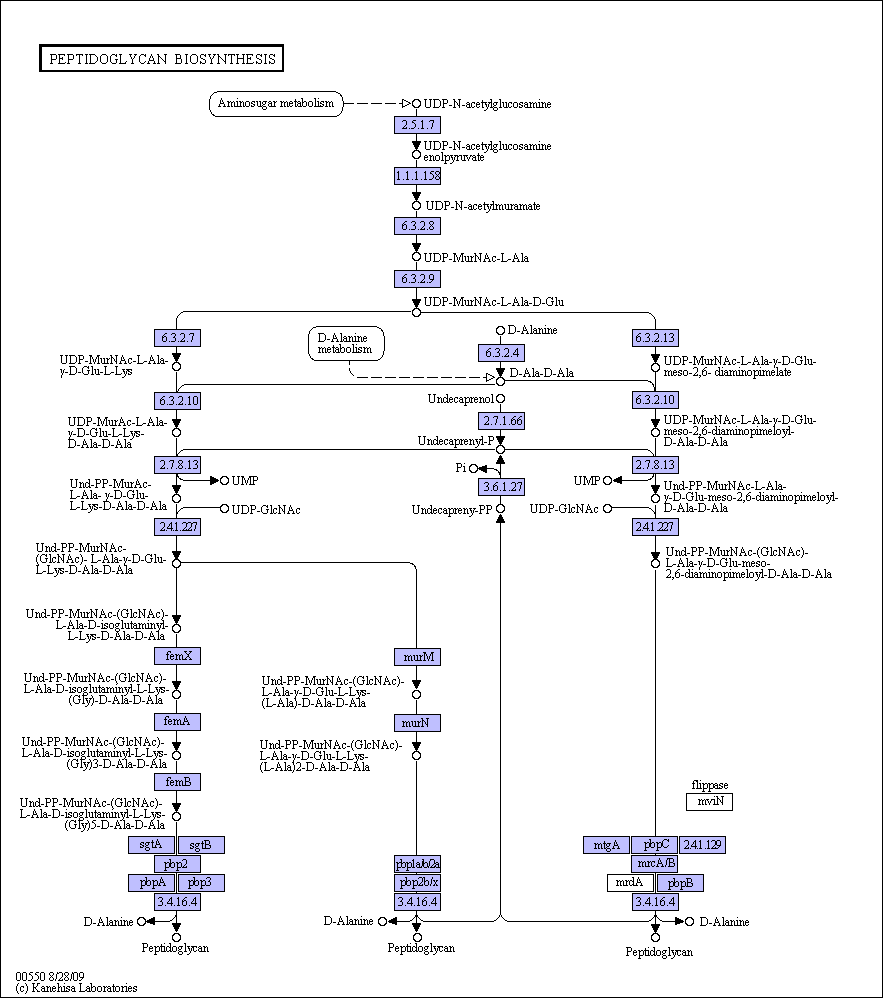 PEPTIDOGLYCAN BIOSYNTHESIS
Aminosugar metabolism
UDP-N-acetylglucosamine
2.5.1.7
UDP-N-acetylglucosamine
enolpyruvate
1.1.1.158
UDP-N-acetylmuramate
6.3.2.8
UDP-MurNAc-L-Ala
6.3.2.9
UDP-MurNAc-L-Ala-D-Glu
6.3.2.7
D-Alanine
metabolism
D-Alanine
6.3.2.13
6.3.2.4
UDP-MurNAc-L-Ala-
γ-D-Glu-L-Lys
D-Ala-D-Ala
UDP-MurNAc-L-Ala-γ-D-Glu-
meso-2,6- diaminopimelate
6.3.2.10
Undecaprenol
6.3.2.10
UDP-MurAc-L-Ala-
γ-D-Glu-L-Lys-
D-Ala-D-Ala
2.7.1.66
Undecaprenyl-P
UDP-MurNAc-L-Ala-γ-D-Glu-
meso-2,6-diaminopimeloyl-
D-Ala-D-Ala
2.7.8.13
Pi
2.7.8.13
UMP
3.6.1.27
UMP
Und-PP-MurAc-
L-Ala- γ-D-Glu-
L-Lys-D-Ala-D-Ala
Und-PP-MurNAc-L-Ala-
γ-D-Glu-meso-2,6-diaminopimeloyl-
D-Ala-D-Ala
UDP-GlcNAc
Undecapreny-PP
UDP-GlcNAc
2.4.1.227
2.4.1.227
Und-PP-MurNAc-
(GlcNAc)- L-Ala-γ-D-Glu-
L-Lys-D-Ala-D-Ala
Und-PP-MurNAc-(GlcNAc)-
L-Ala-γ-D-Glu-meso-
2,6-diaminopimeloyl-D-Ala-D-Ala
Und-PP-MurNAc-(GlcNAc)-
L-Ala-D-isoglutaminyl-
L-Lys-D-Ala-D-Ala
femX
murM
Und-PP-MurNAc-(GlcNAc)-
L-Ala-D-isoglutaminyl-L-Lys-
(Gly)-D-Ala-D-Ala
Und-PP-MurNAc-(GlcNAc)-
L-Ala-γ-D-Glu-L-Lys-
(L-Ala)-D-Ala-D-Ala
femA
murN
Und-PP-MurNAc-(GlcNAc)-
L-Ala-D-isoglutaminyl-L-Lys-
(Gly)3-D-Ala-D-Ala
Und-PP-MurNAc-(GlcNAc)-
L-Ala-γ-D-Glu-L-Lys-
(L-Ala)2-D-Ala-D-Ala
femB
flippase
mviN
Und-PP-MurNAc-(GlcNAc)-
L-Ala-D-isoglutaminyl-L-Lys-
(Gly)5-D-Ala-D-Ala
sgtA sgtB
mtgA pbpC 2.4.1.129
pbp2
pbp1a/b/2a
mrcA/B
pbpA pbp3
pbp2b/x
mrdA pbpB
3.4.16.4
3.4.16.4
3.4.16.4
D-Alanine
D-Alanine
D-Alanine
Peptidoglycan
Peptidoglycan
Peptidoglycan
00550 8/28/09
(c) Kanehisa Laboratories